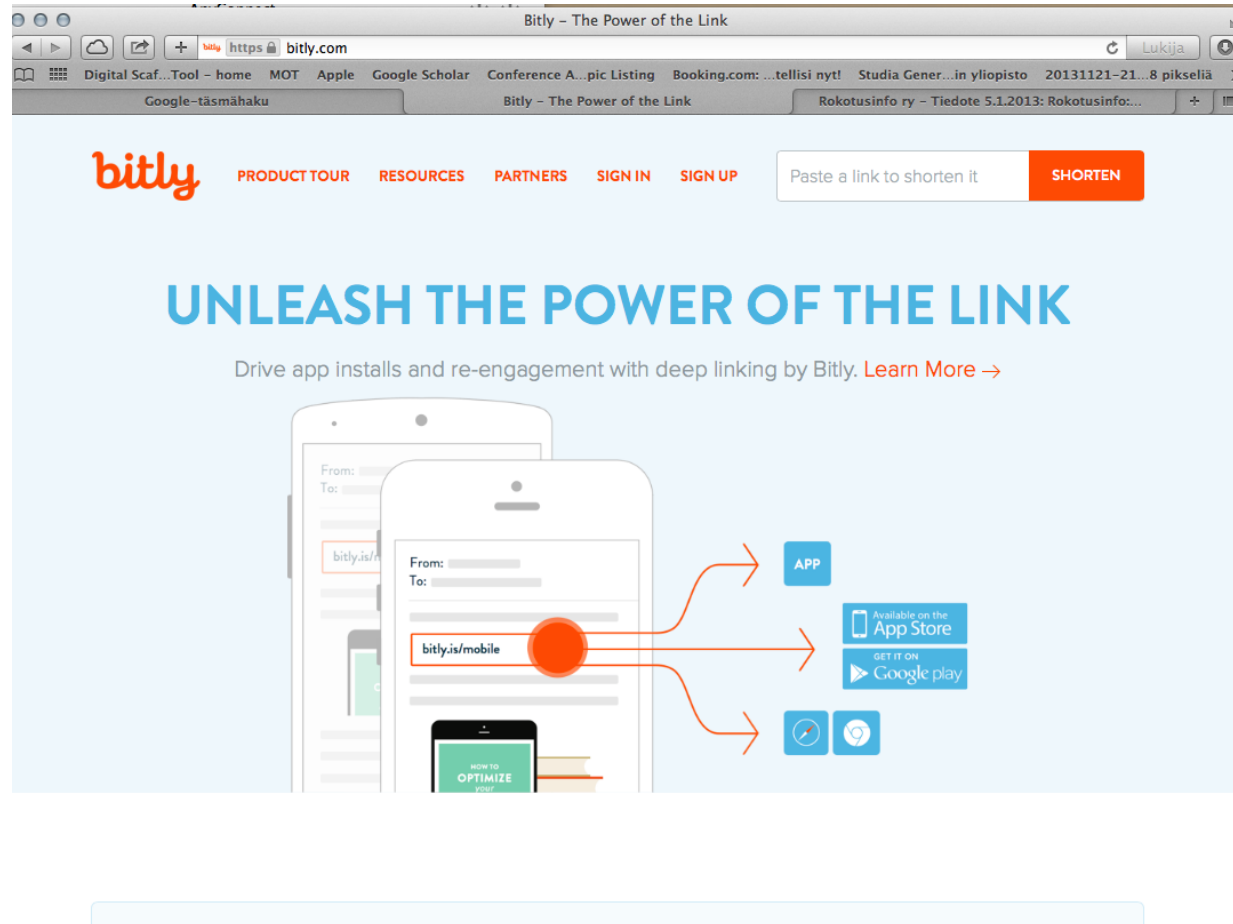 Bitly – The Power of the Link
bitly https bitly.com Lukija
Digital Scaf...Tool – home MOT Apple Google Scholar Conference A...pic Listing Booking.com: ...tellisi nyt! Studia Gener...in yliopisto 20131121–21...8 pikseliä
Google-täsmähaku Bitly – The Power of the Link Rokotusinfo ry – Tiedote 5.1.2013: Rokotusinfo:...
bitly PRODUCT TOUR RESOURCES PARTNERS SIGN IN SIGN UP Paste a link to shorten it SHORTEN
UNLEASH THE POWER OF THE LINK
Drive app installs and re-engagement with deep linking by Bitly. Learn More →
From:
To:
bitly.is/
From:
To:
bitly.is/mobile
APP
Available on the
App Store
GET IT ON
Google play
HOW TO
OPTIMIZE
your